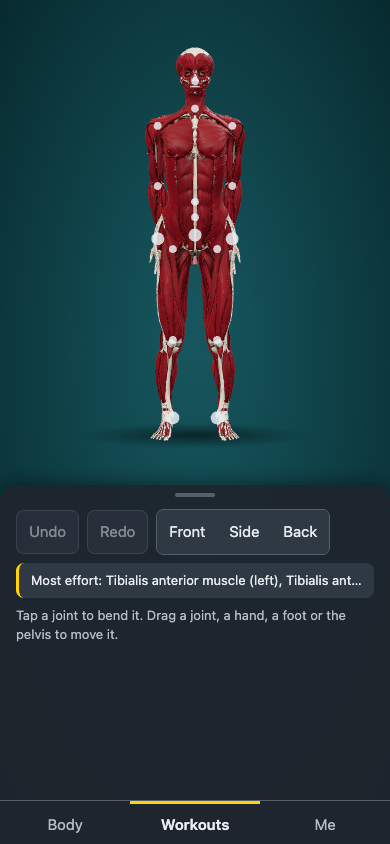 Undo
Redo
Front
Side
Back
Most effort: Tibialis anterior muscle (left), Tibialis ant...
Tap a joint to bend it. Drag a joint, a hand, a foot or the
pelvis to move it.
Body
Workouts
Me